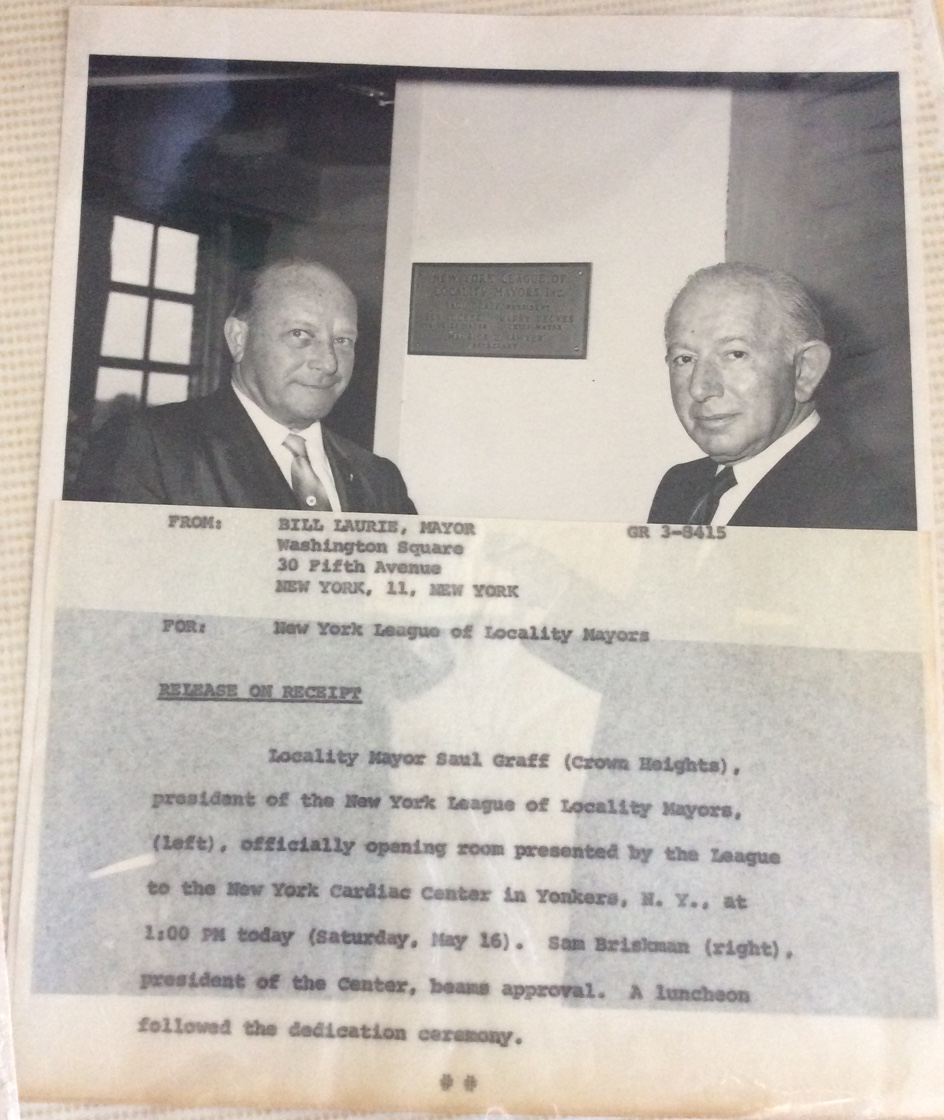 NEW YORK LEAGUE OF
LOCALITY MAYORS INC.
PRESIDENT
FROM: BILL LAURIE, MAYOR GR 3-8415
Washington Square
30 Fifth Avenue
NEW YORK, 11, NEW YORK
FOR: New York League of Locality Mayors
RELEASE ON RECEIPT
Locality Mayor Saul Graff (Crown Heights),
president of the New York League of Locality Mayors,
(left), officially opening room presented by the League
to the New York Cardiac Center in Yonkers, N. Y., at
1:00 PM today (Saturday, May 16). Sam Briskman (right),
president of the Center, beams approval. A luncheon
followed the dedication ceremony.
# #